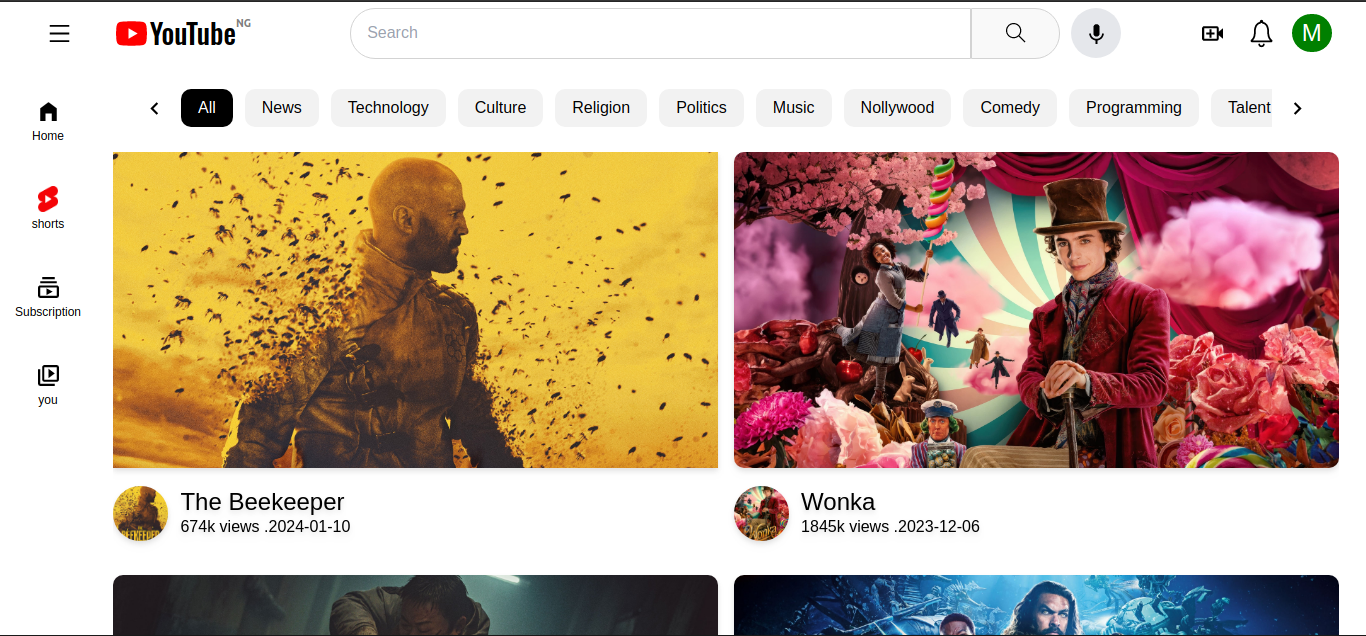 YouTube NG
Search
M
All News Technology Culture Religion Politics Music Nollywood Comedy Programming Talent
Home
shorts
Subscription
you
The Beekeeper
674k views .2024-01-10
Wonka
1845k views .2023-12-06